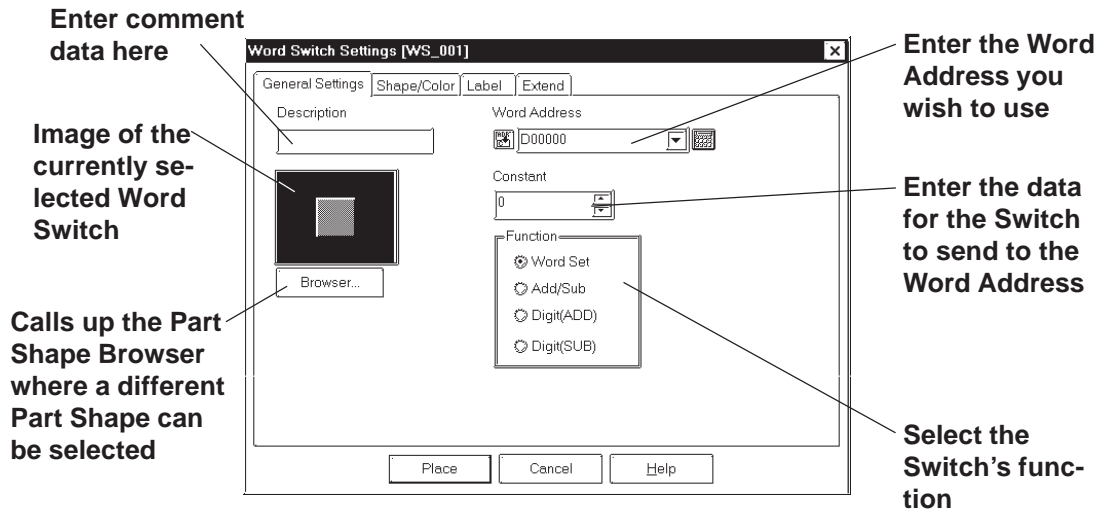 Enter comment
data here
Image of the
currently se-
lected Word
Switch
Calls up the Part
Shape Browser
where a different
Part Shape can
be selected
Word Switch Settings [WS_001]
General Settings Shape/Color Label Extend
Description
Word Address
D00000
Constant
0
Function
Word Set
Add/Sub
Digit(ADD)
Digit(SUB)
Browser...
Place Cancel Help
Enter the Word
Address you
wish to use
Enter the data
for the Switch
to send to the
Word Address
Select the
Switch’s func-
tion